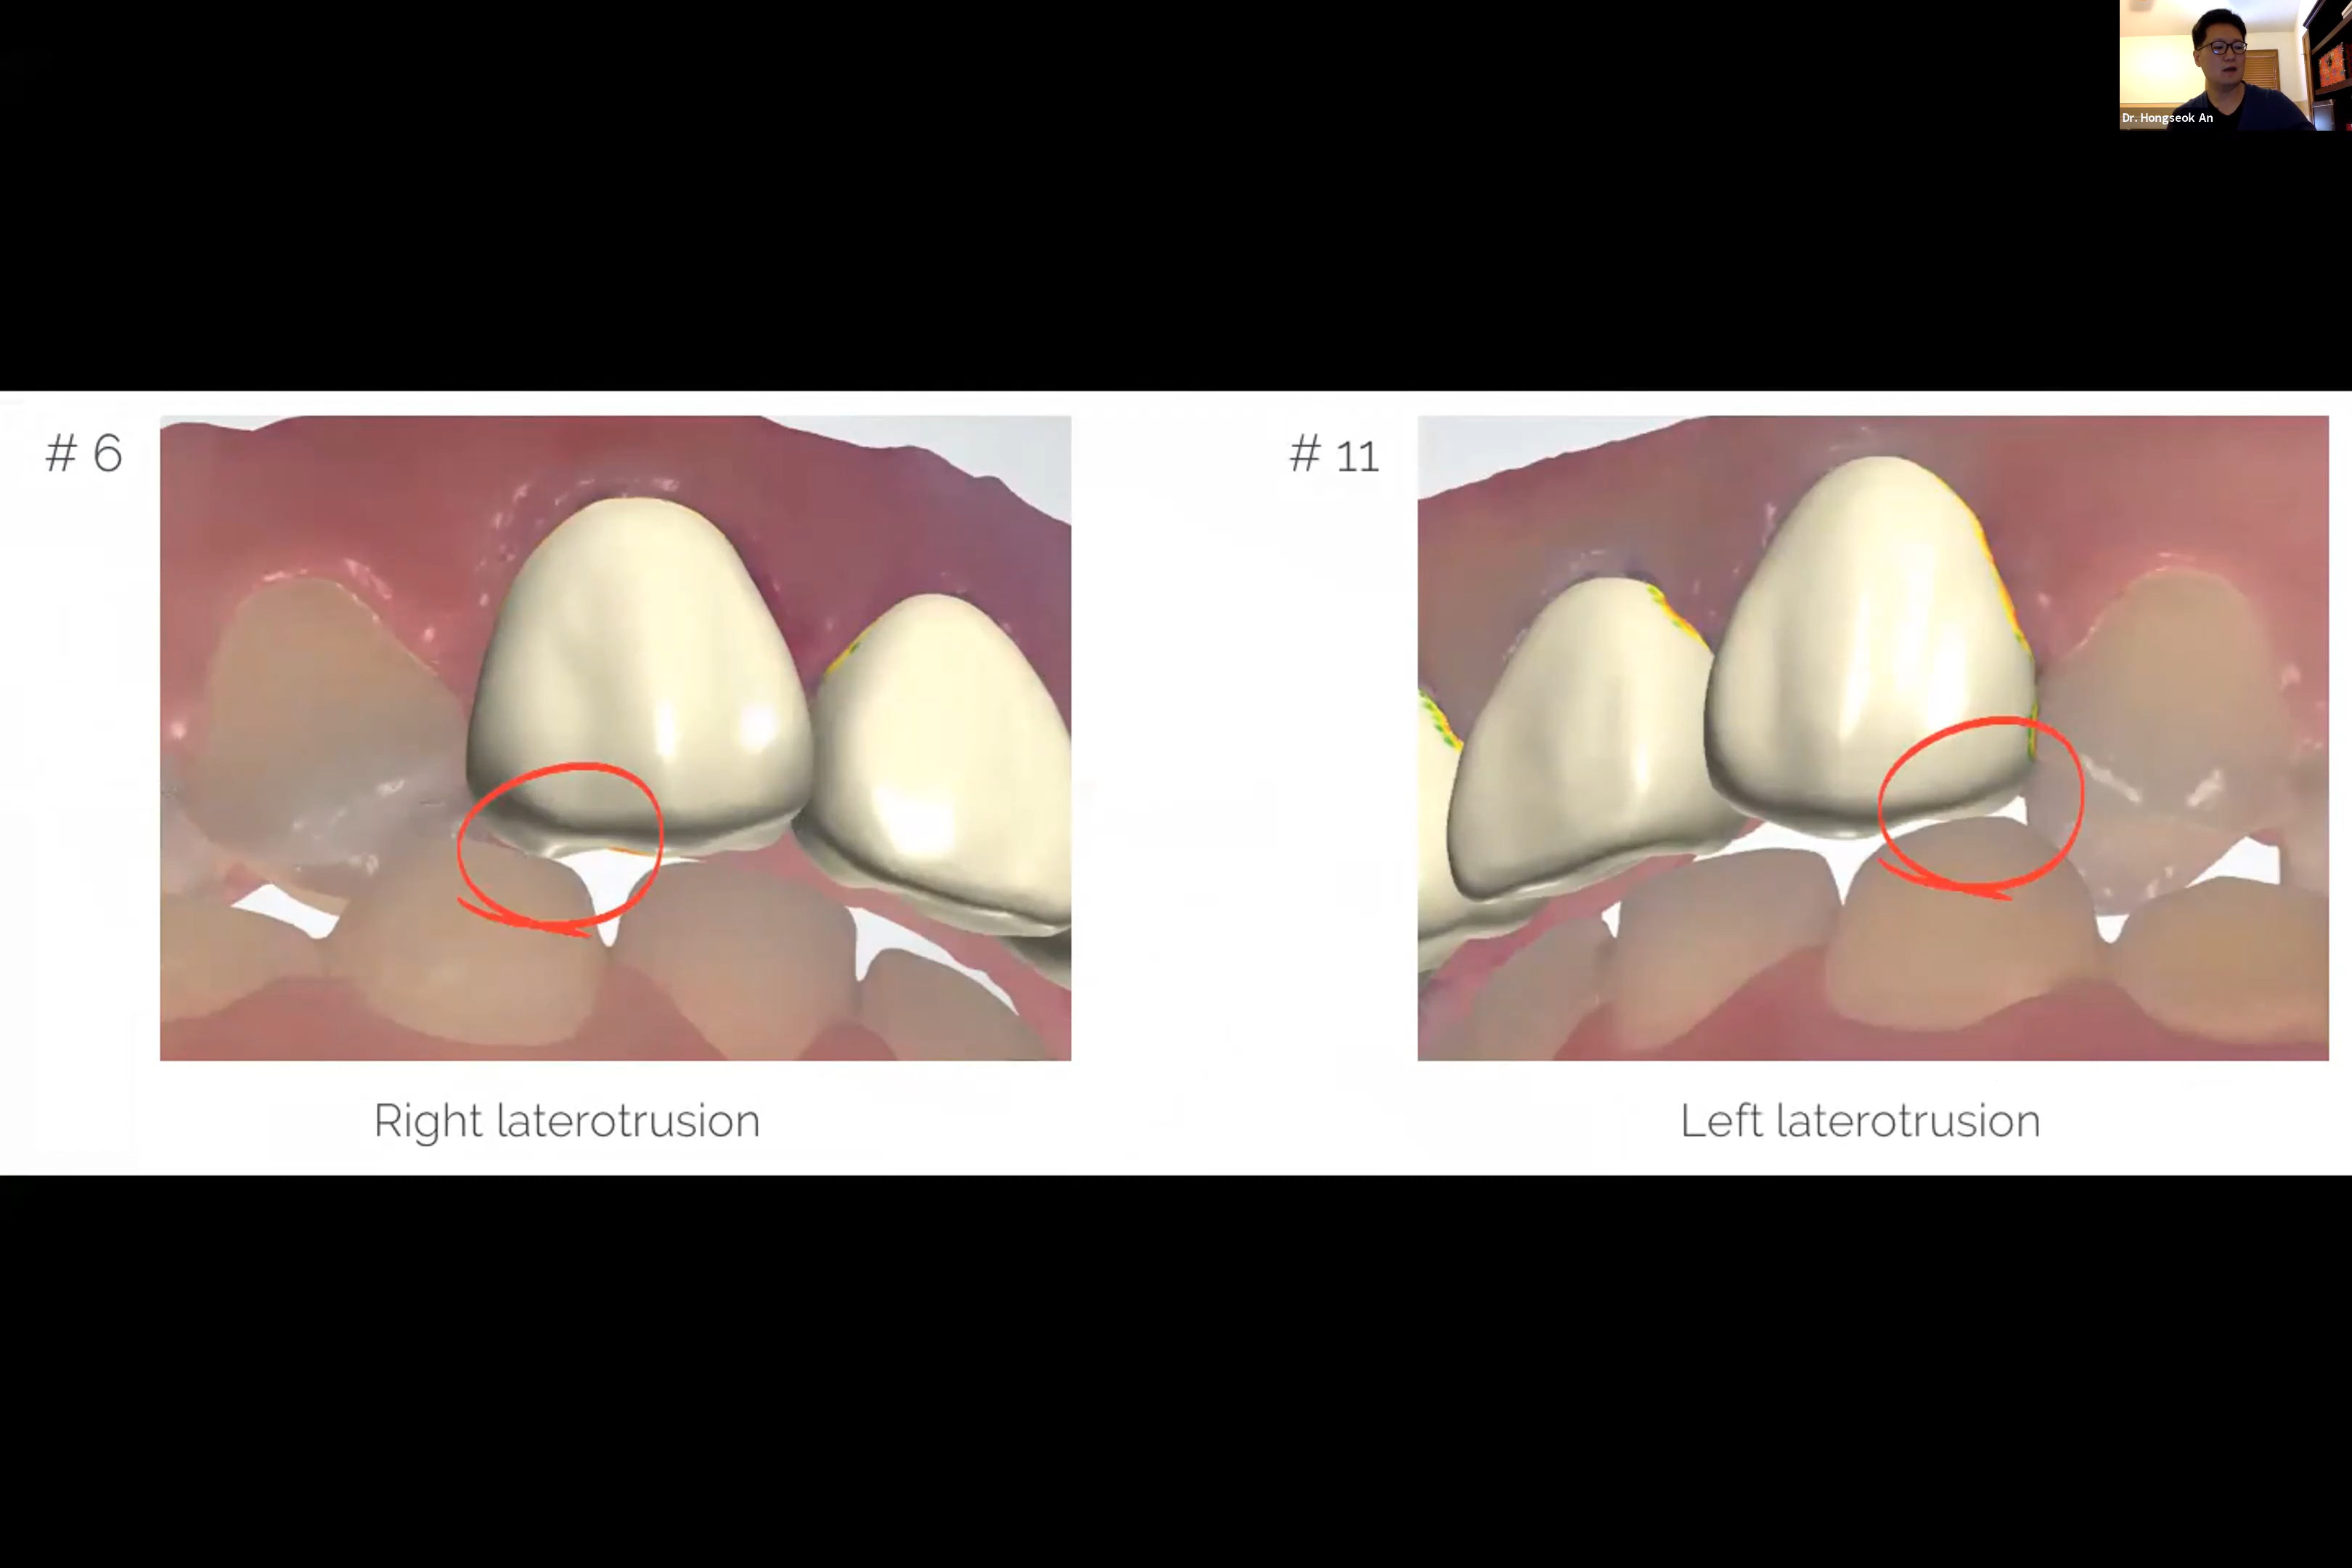 Dr. Hongseok An
# 6
# 11
Right laterotrusion
Left laterotrusion